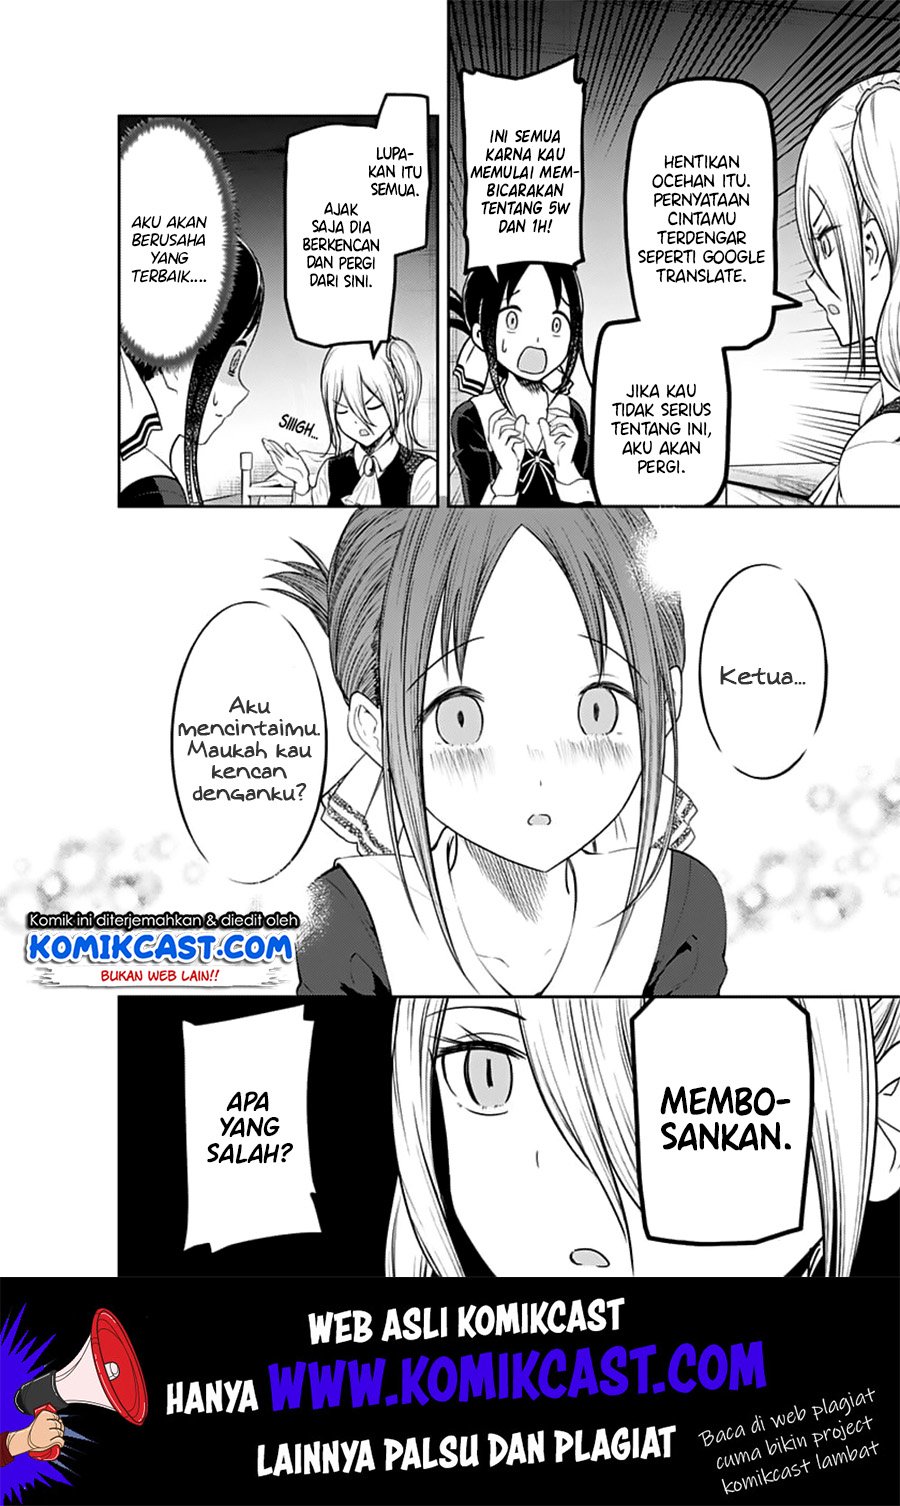 HENTIKAN
OCEHAN ITU.
PERNYATAAN
CINTAMU
TERDENGAR
SEPERTI GOOGLE
TRANSLATE.
INI SEMUA
KARNA KAU
MEMULAI MEM-
BICARAKAN
TENTANG 5W
DAN 1H!
JIKA KAU
TIDAK SERIUS
TENTANG INI,
AKU AKAN
PERGI.
LUPA-
KAN ITU
SEMUA.
AJAK
SAJA DIA
BERKENCAN
DAN PERGI
DARI SINI.
SIIIGH...
AKU AKAN
BERUSAHA
YANG
TERBAIK....
Ketua...
Aku
mencintaimu.
Maukah kau
kencan
denganku?
Komik ini diterjemahkan & diedit oleh
KOMIKCAST.COM
BUKAN WEB LAIN!!
MEMBO-
SANKAN.
APA
YANG
SALAH?
WEB ASLI KOMIKCAST
HANYA WWW.KOMIKCAST.COM
LAINNYA PALSU DAN PLAGIAT
Baca di web plagiat
cuma bikin project
komikcast lambat